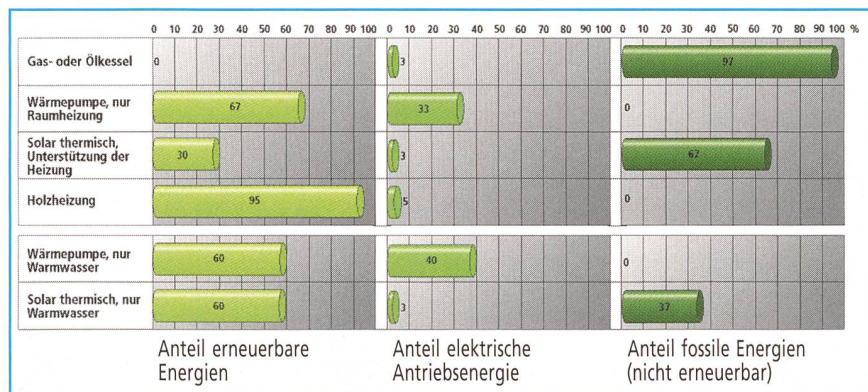 0 10 20 30 40 50 60 70 80 90 100 0 10 20 30 40 50 60 70 80 90 100 0 10 20 30 40 50 60 70 80 90 100 %
Gas- oder Ölkessel 0 3 97
Wärmepumpe, nur
Raumheizung 67 33 0
Solar thermisch,
Unterstützung der
Heizung 30 3 67
Holzheizung 95 5 0
Wärmepumpe, nur
Warmwasser 60 40 0
Solar thermisch, nur
Warmwasser 60 3 37
Anteil erneuerbare
Energien
Anteil elektrische
Antriebsenergie
Anteil fossile Energien
(nicht erneuerbar)